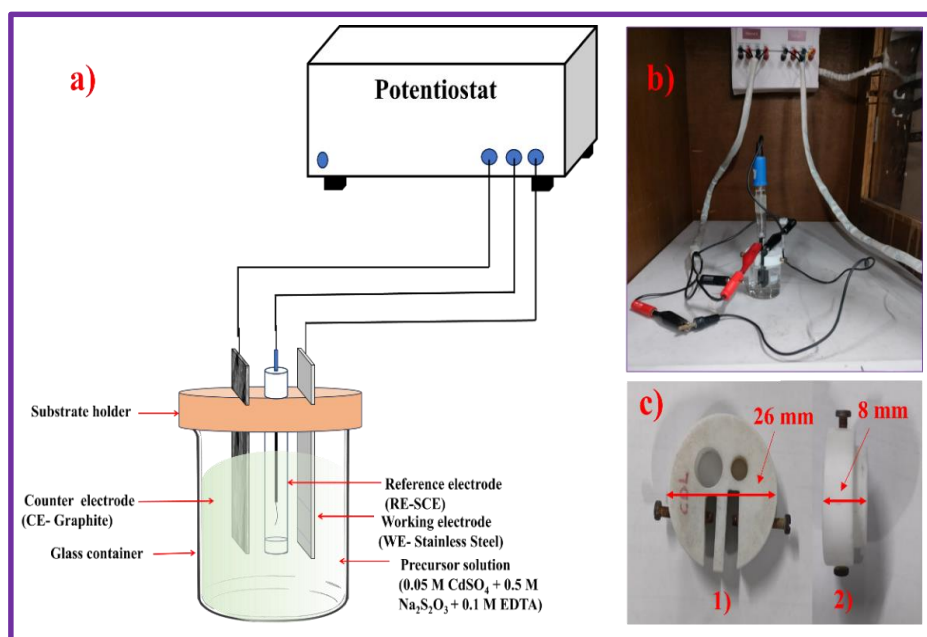 a)
Potentiostat
Substrate holder
Counter electrode
(CE- Graphite)
Glass container
Reference electrode
(RE-SCE)
Working electrode
(WE- Stainless Steel)
Precursor solution
(0.05 M CdSO₄ + 0.5 M
Na₂S₂O₃ + 0.1 M EDTA)
b)
c)
26 mm
8 mm
CDL
1)
2)